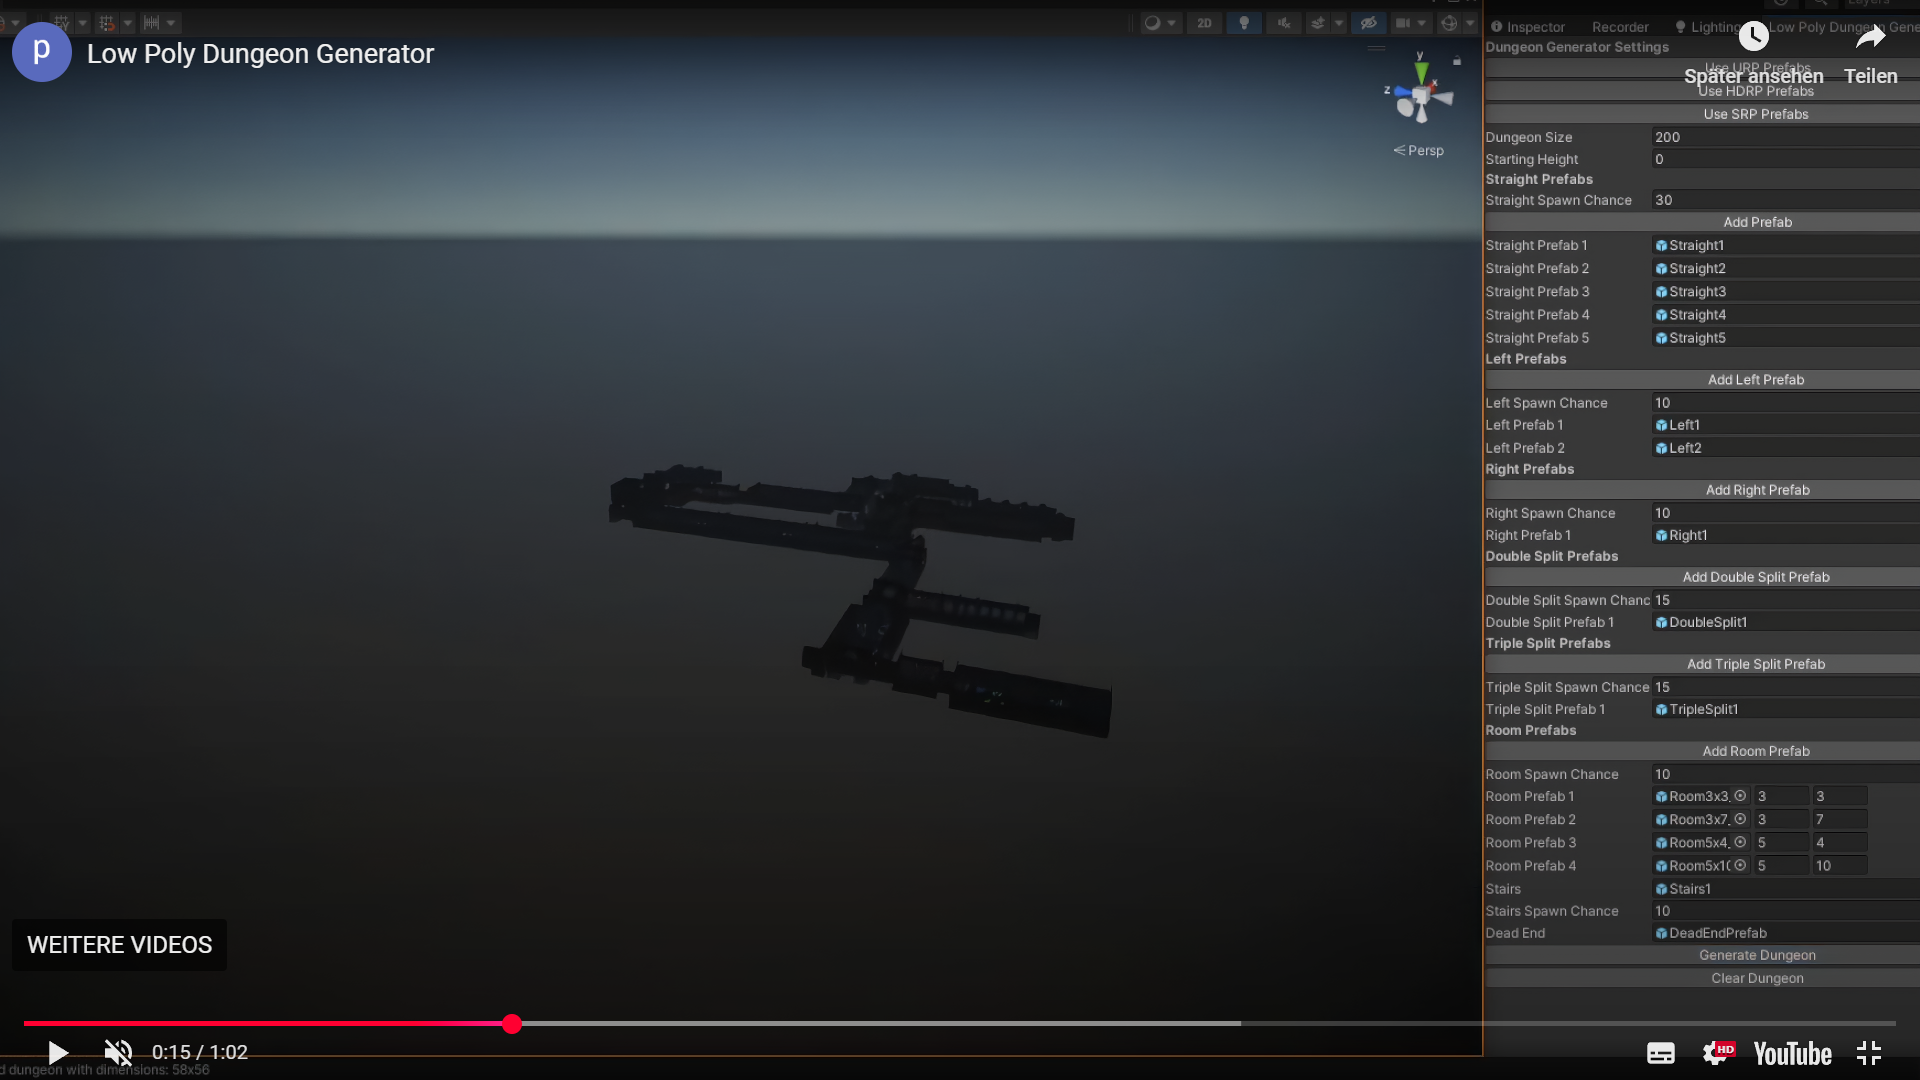 2D
Inspector
Recorder
Lighting
Low Poly Dungeon Gene
Layers
p
Low Poly Dungeon Generator
Später ansehen
Teilen
y
x
z
Persp
Dungeon Generator Settings
Use URP Prefabs
Use HDRP Prefabs
Use SRP Prefabs
Dungeon Size 200
Starting Height 0
Straight Prefabs
Straight Spawn Chance 30
Add Prefab
Straight Prefab 1 Straight1
Straight Prefab 2 Straight2
Straight Prefab 3 Straight3
Straight Prefab 4 Straight4
Straight Prefab 5 Straight5
Left Prefabs
Add Left Prefab
Left Spawn Chance 10
Left Prefab 1 Left1
Left Prefab 2 Left2
Right Prefabs
Add Right Prefab
Right Spawn Chance 10
Right Prefab 1 Right1
Double Split Prefabs
Add Double Split Prefab
Double Split Spawn Chanc 15
Double Split Prefab 1 DoubleSplit1
Triple Split Prefabs
Add Triple Split Prefab
Triple Split Spawn Chance 15
Triple Split Prefab 1 TripleSplit1
Room Prefabs
Add Room Prefab
Room Spawn Chance 10
Room Prefab 1 Room3x3_ 3 3
Room Prefab 2 Room3x7_ 3 7
Room Prefab 3 Room5x4_ 5 4
Room Prefab 4 Room5x1( 5 10
Stairs Stairs1
Stairs Spawn Chance 10
Dead End DeadEndPrefab
Generate Dungeon
Clear Dungeon
WEITERE VIDEOS
0:15 / 1:02
HD
YouTube
d dungeon with dimensions: 58x56